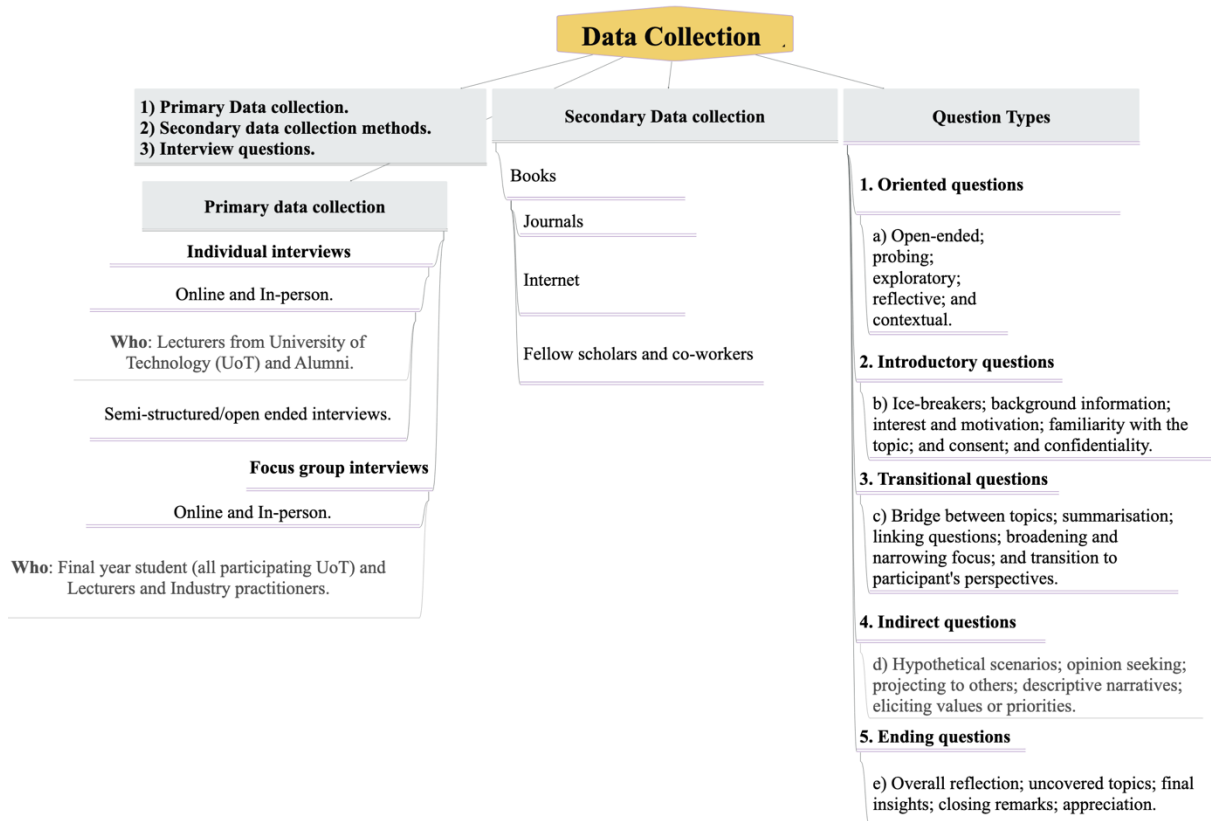 Data Collection .
1) Primary Data collection.
2) Secondary data collection methods.
3) Interview questions.
Primary data collection
Individual interviews
Online and In-person.
Who: Lecturers from University of
Technology (UoT) and Alumni.
Semi-structured/open ended interviews.
Focus group interviews
Online and In-person.
Who: Final year student (all participating UoT) and
Lecturers and Industry practitioners.
Secondary Data collection
Books
Journals
Internet
Fellow scholars and co-workers
Question Types
1. Oriented questions
a) Open-ended;
probing;
exploratory;
reflective; and
contextual.
2. Introductory questions
b) Ice-breakers; background information;
interest and motivation; familiarity with the
topic; and consent; and confidentiality.
3. Transitional questions
c) Bridge between topics; summarisation;
linking questions; broadening and
narrowing focus; and transition to
participant's perspectives.
4. Indirect questions
d) Hypothetical scenarios; opinion seeking;
projecting to others; descriptive narratives;
eliciting values or priorities.
5. Ending questions
e) Overall reflection; uncovered topics; final
insights; closing remarks; appreciation.